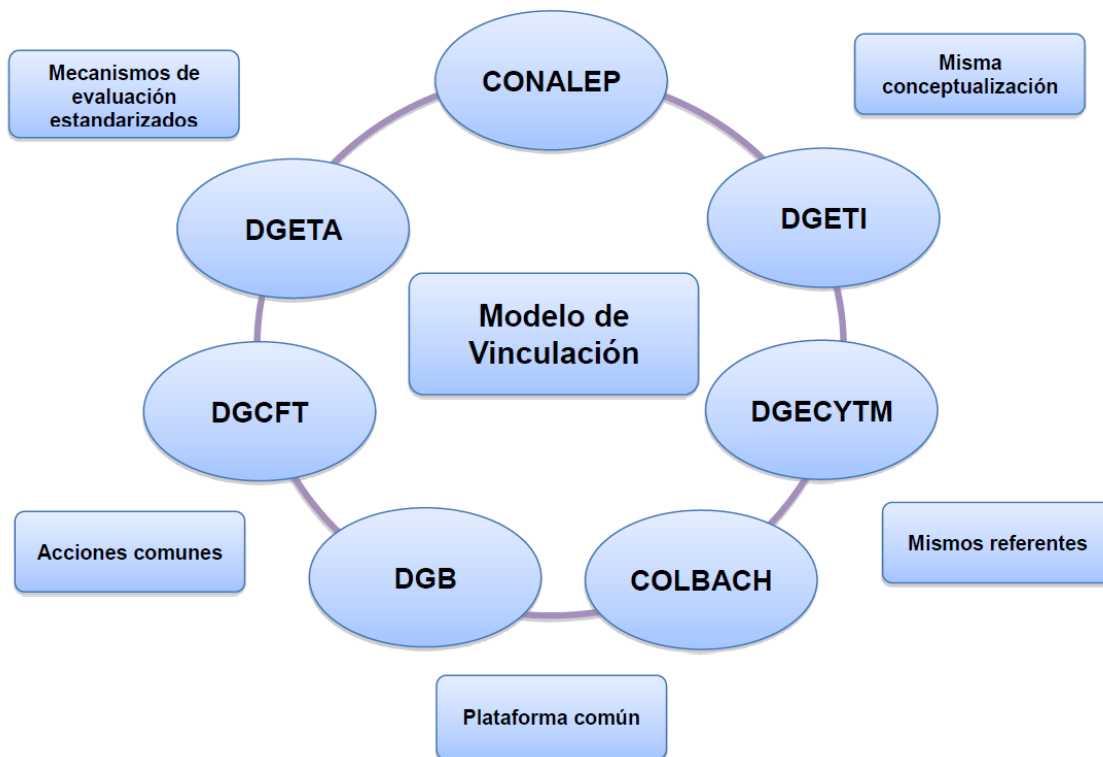 CONALEP
Mecanismos de
evaluación
estandarizados
Misma
conceptualización
DGETA
DGETI
Modelo de
Vinculación
DGCFT
DGECYTM
Acciones comunes
Mismos referentes
DGB
COLBACH
Plataforma común